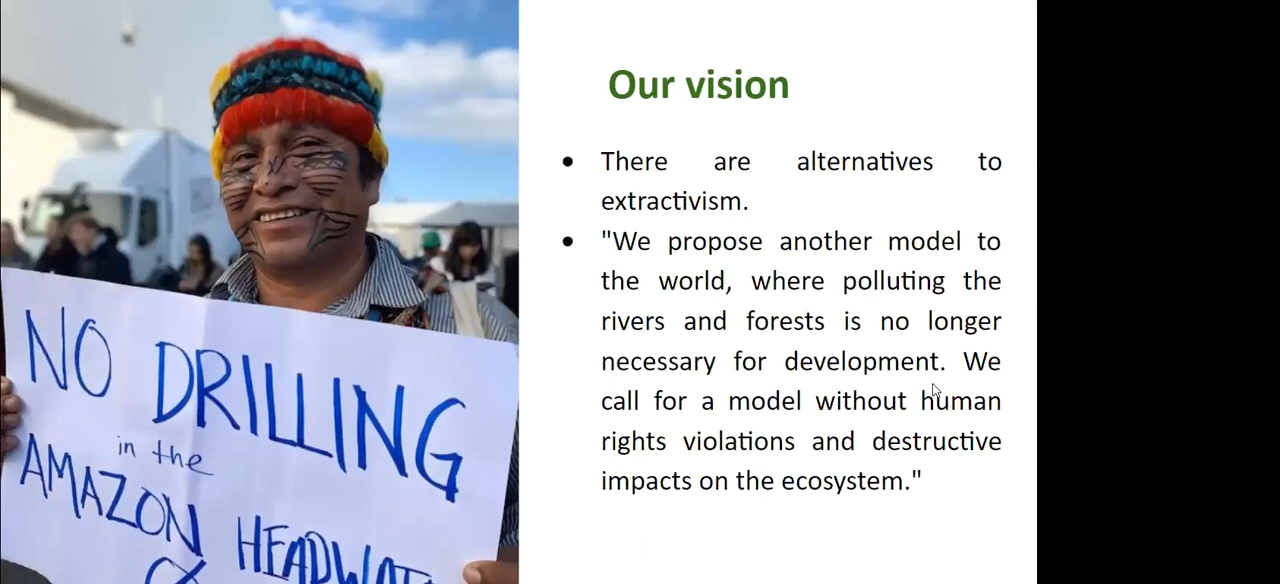 Our vision
• There are alternatives to
extractivism.
• "We propose another model to
the world, where polluting the
rivers and forests is no longer
necessary for development. We
call for a model without human
rights violations and destructive
impacts on the ecosystem."
NO DRILLING
in the
AMAZON